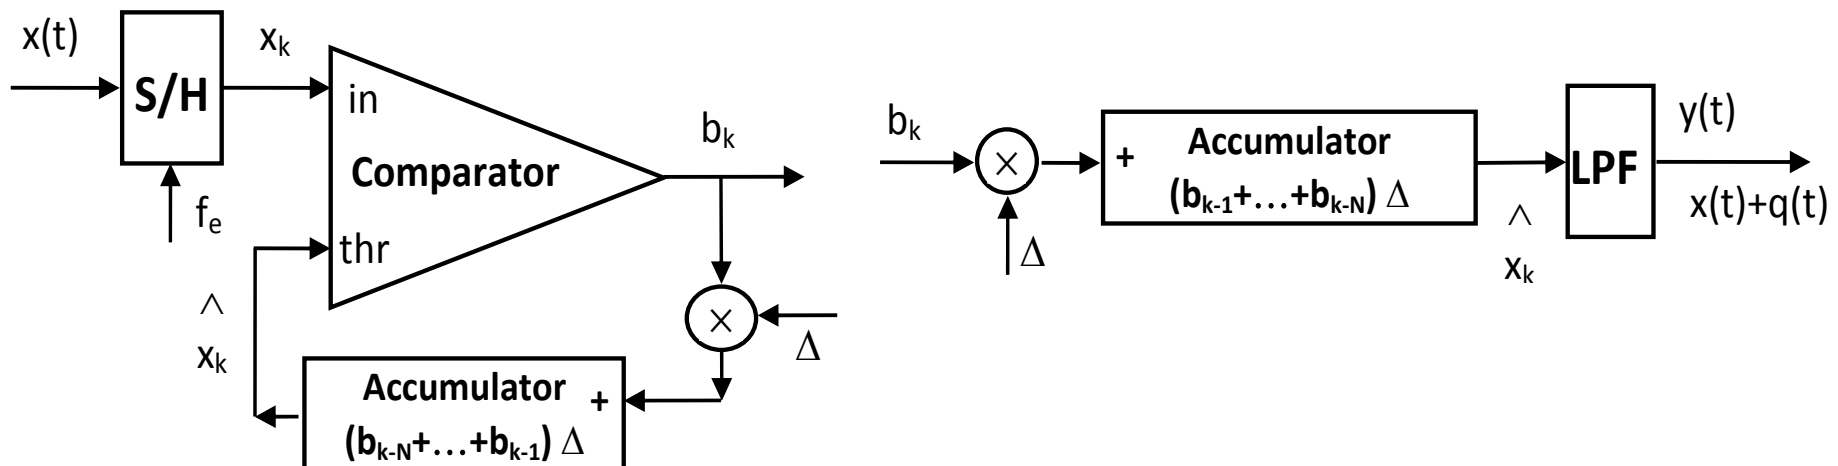 x(t)
S/H
x_k
f_e
in
Comparator
thr
b_k
×
Δ
^
x_k
Accumulator
+
(b_{k-N}+...+b_{k-1}) Δ
b_k
×
Δ
+
Accumulator
(b_{k-1}+...+b_{k-N}) Δ
^
x_k
LPF
y(t)
x(t)+q(t)